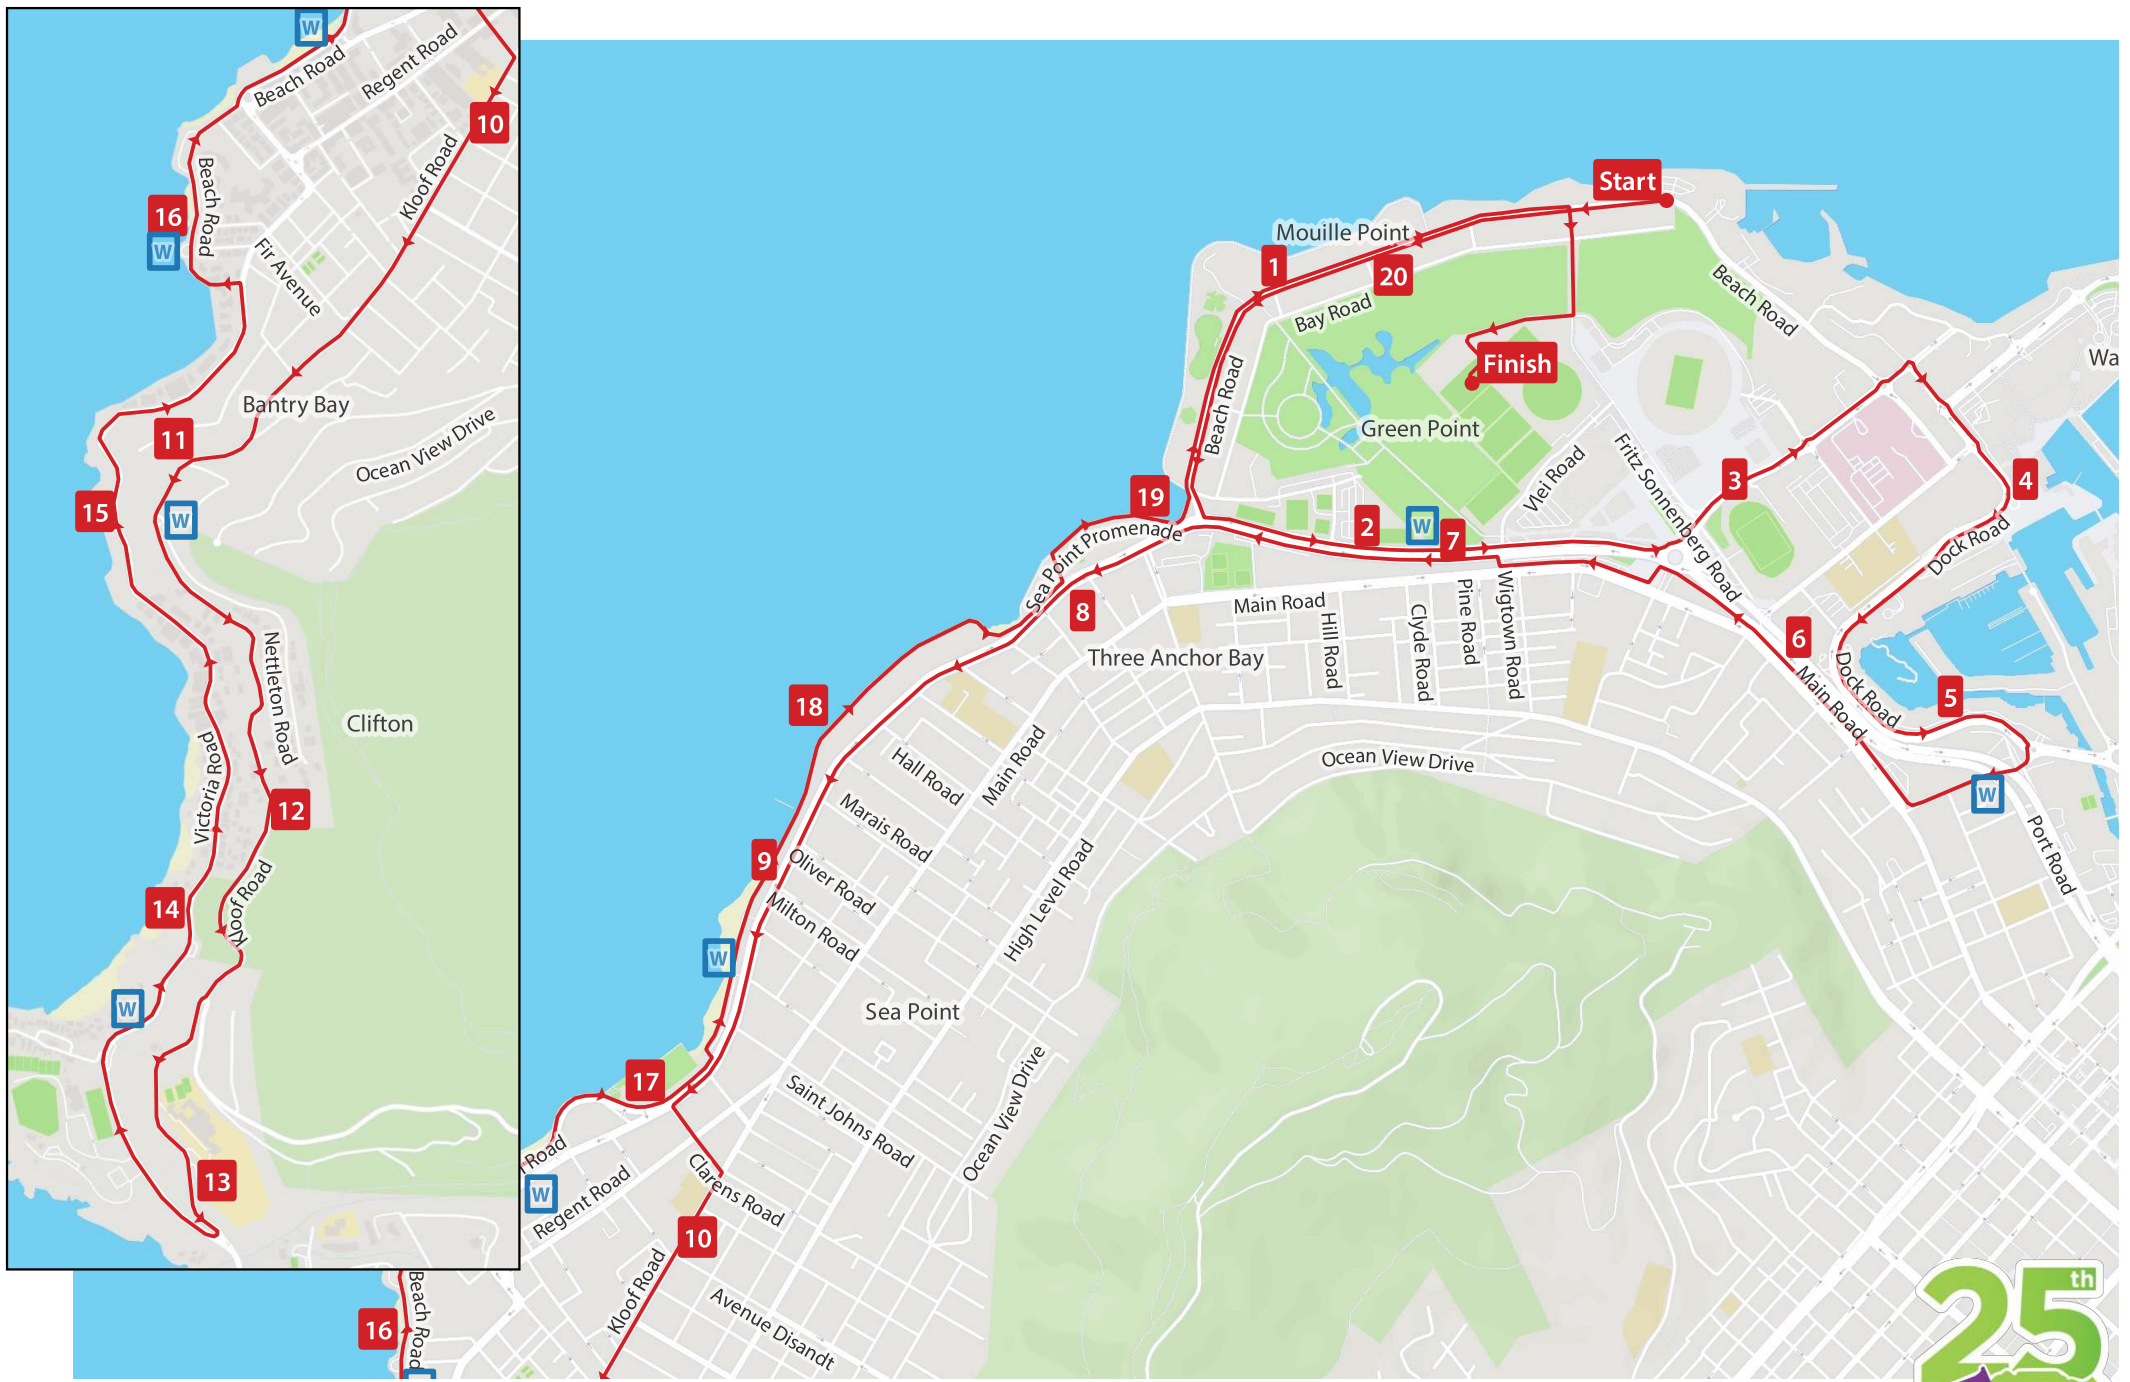 W
Beach Road
Regent Road
10
Kloof Road
Beach Road
16
W
Fir Avenue
Bantry Bay
11
Ocean View Drive
15
W
Nettleton Road
Clifton
Victoria Road
12
Kloof Road
14
W
13
Start
Mouille Point
1
20
Bay Road
Beach Road
Finish
Beach Road
Green Point
Wa
Vlei Road
Fritz Sonnenberg Road
3
4
19
Sea Point Promenade
2
W
7
Dock Road
8
Main Road
Hill Road
Clyde Road
Pine Road
Wigtown Road
6
Three Anchor Bay
Dock Road
Main Road
5
18
Hall Road
Main Road
Ocean View Drive
W
Marais Road
Port Road
9
Oliver Road
Milton Road
High Level Road
W
Sea Point
17
Saint Johns Road
Ocean View Drive
Road
W
Regent Road
Clarens Road
10
Kloof Road
Avenue Disandt
Beach Road
16
25th